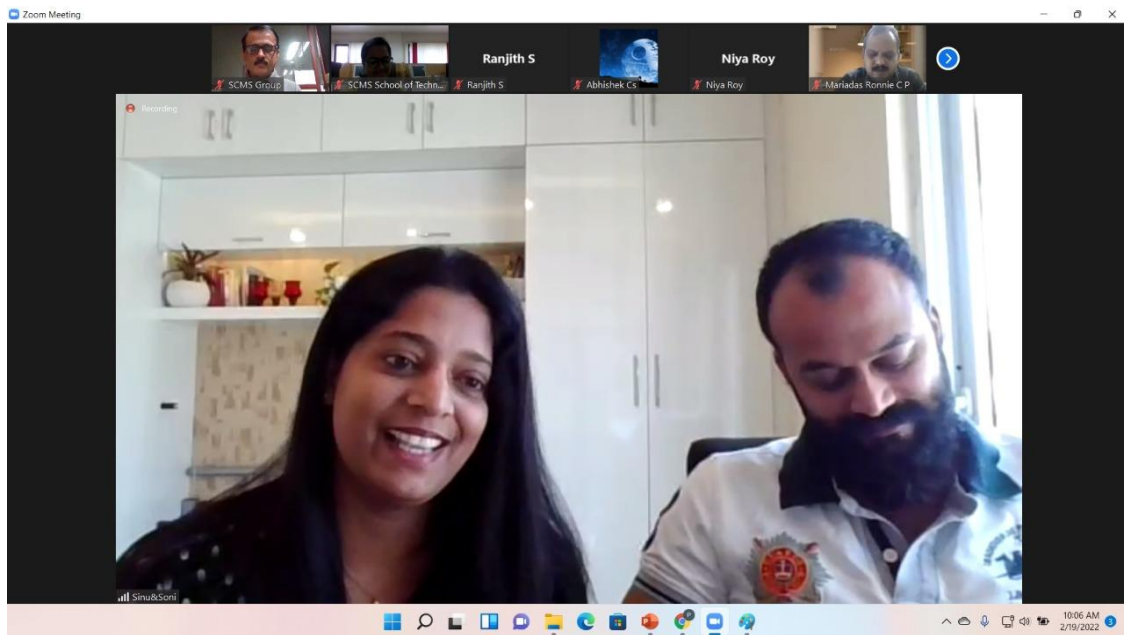 Zoom Meeting
Ranjith S
Niya Roy
SCMS Group
SCMS School of Techn...
Ranjith S
Abhishek Cs
Niya Roy
Mariadas Ronnie C P
Recording
Sinu&Soni
10:06 AM
2/19/2022
3